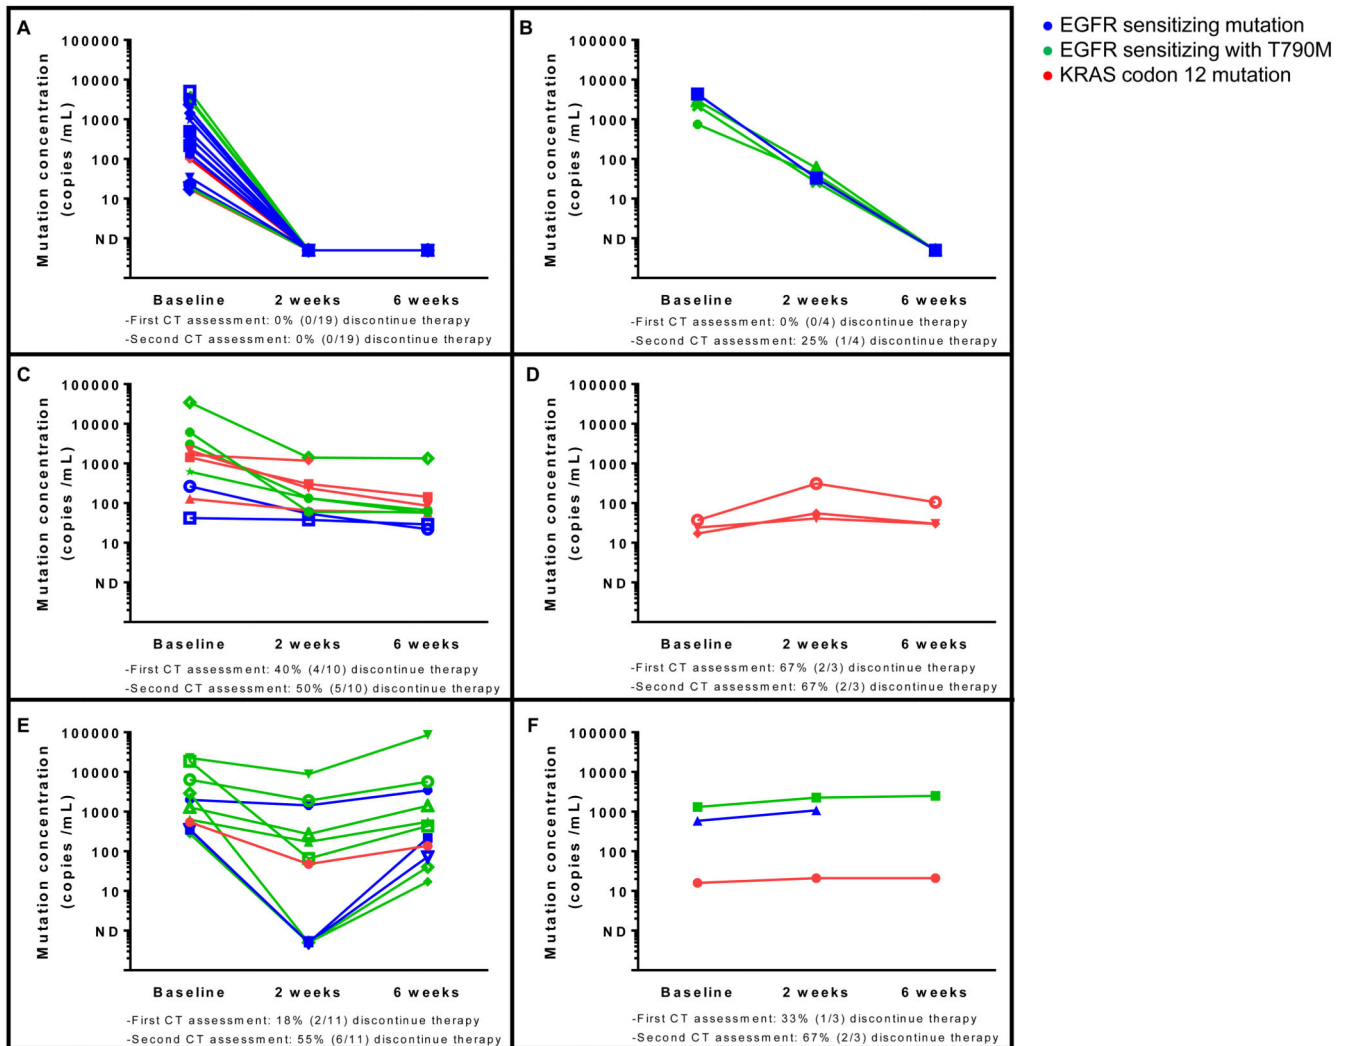 EGFR sensitizing mutation
EGFR sensitizing with T790M
KRAS codon 12 mutation
A
Mutation concentration
(copies /mL)
100000
10000
1000
100
10
ND
Baseline 2 weeks 6 weeks
-First CT assessment: 0% (0/19) discontinue therapy
-Second CT assessment: 0% (0/19) discontinue therapy
B
Mutation concentration
(copies /mL)
100000
10000
1000
100
10
ND
Baseline 2 weeks 6 weeks
-First CT assessment: 0% (0/4) discontinue therapy
-Second CT assessment: 25% (1/4) discontinue therapy
C
Mutation concentration
(copies /mL)
100000
10000
1000
100
10
ND
Baseline 2 weeks 6 weeks
-First CT assessment: 40% (4/10) discontinue therapy
-Second CT assessment: 50% (5/10) discontinue therapy
D
Mutation concentration
(copies /mL)
100000
10000
1000
100
10
ND
Baseline 2 weeks 6 weeks
-First CT assessment: 67% (2/3) discontinue therapy
-Second CT assessment: 67% (2/3) discontinue therapy
E
Mutation concentration
(copies /mL)
100000
10000
1000
100
10
ND
Baseline 2 weeks 6 weeks
-First CT assessment: 18% (2/11) discontinue therapy
-Second CT assessment: 55% (6/11) discontinue therapy
F
Mutation concentration
(copies /mL)
100000
10000
1000
100
10
ND
Baseline 2 weeks 6 weeks
-First CT assessment: 33% (1/3) discontinue therapy
-Second CT assessment: 67% (2/3) discontinue therapy